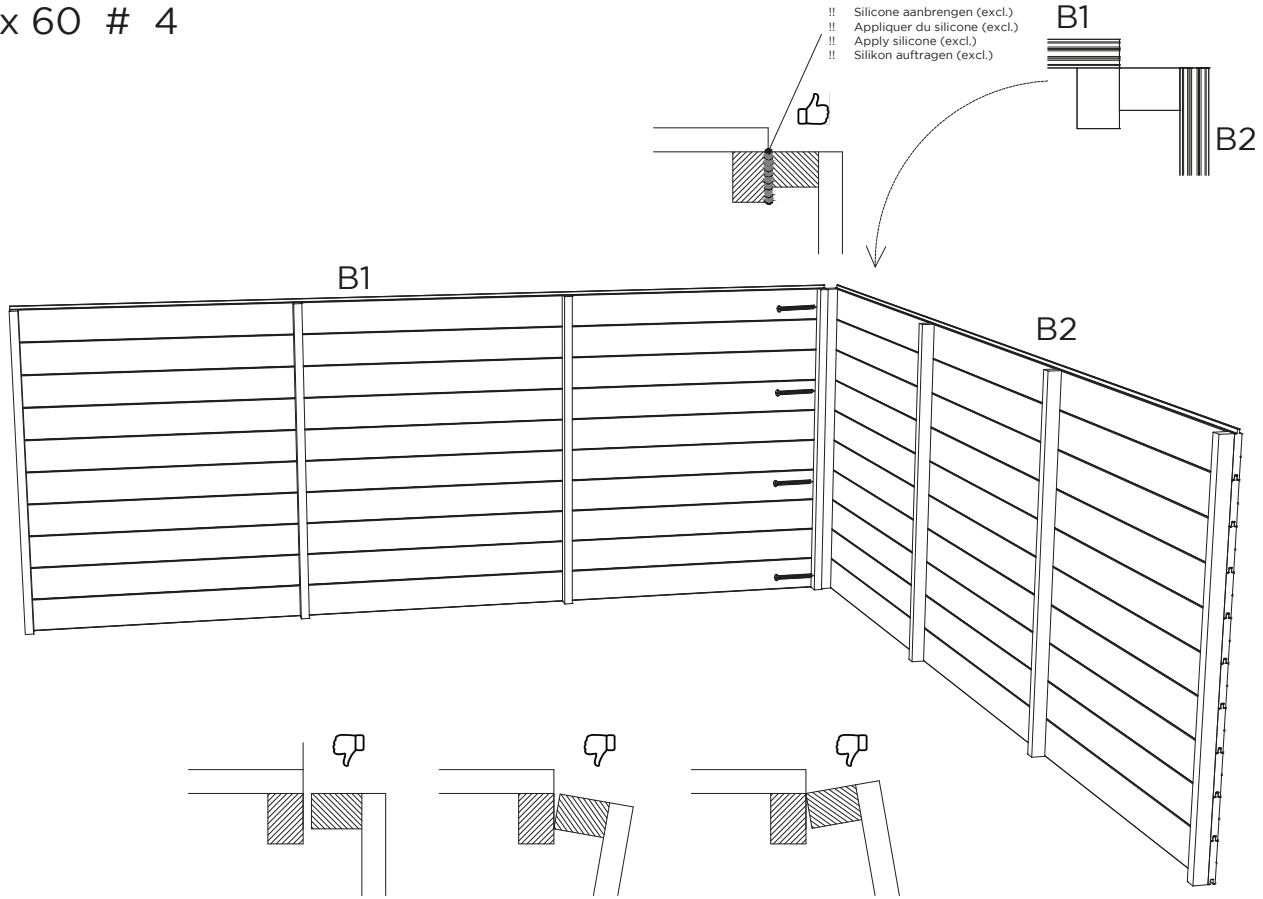 x 60 # 4
!! Silicone aanbrengen (excl.)
!! Appliquer du silicone (excl.)
!! Apply silicone (excl.)
!! Silikon auftragen (excl.)
B1
B2
B1
B2